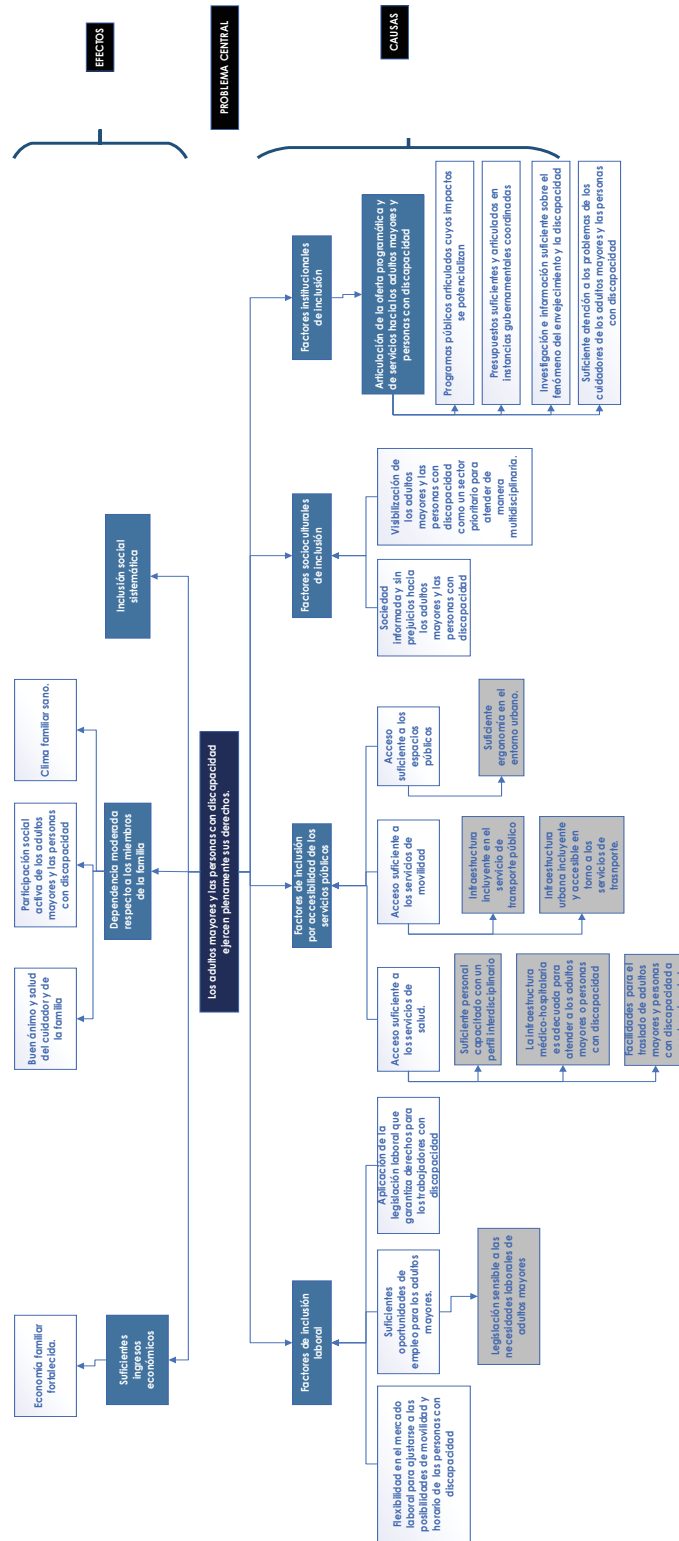 Economía familiar
fortalecida.
Buen ánimo y salud
del cuidador y de
la familia
Participación social
activa de los adultos
mayores y las personas
con discapacidad
Clima familiar sano.
EFECTOS
Suficientes
ingresos
económicos
Dependencia moderada
respecto a los miembros
de la familia
Inclusión social
sistemática
Los adultos mayores y las personas con discapacidad
ejercen plenamente sus derechos.
PROBLEMA CENTRAL
Factores de inclusión
laboral
Factores de inclusión
por accesibilidad de los
servicios públicos
Factores socioculturales
de inclusión
Factores institucionales
de inclusión
CAUSAS
Flexibilidad en el mercado
laboral para ajustarse a las
posibilidades de movilidad y
horario de las personas con
discapacidad
Suficientes
oportunidades de
empleo para los adultos
mayores.
Legislación sensible a las
necesidades laborales de
adultos mayores
Aplicación de la
legislación laboral que
garantiza derechos para
los trabajadores con
discapacidad
Acceso suficiente a
los servicios de
salud.
Suficiente personal
capacitado con un
perfil interdisciplinario
La infraestructura
médico-hospitalaria
es adecuada para
atender a los adultos
mayores o personas
con discapacidad
Facilidades para el
traslado de adultos
mayores y pesonas
con discapacidad a
Acceso suficiente a
los servicios de
movilidad
Infraestructura
incluyente en el
servicio de
transporte público
Infraestructura
urbana incluyente
y accesible en
torno a los
servicios de
trasnporte.
Acceso
suficiente a los
espacios
públicos
Suficiente
ergonomía en el
entorno urbano.
Sociedad
informada y sin
prejuicios hacia
los adultos
mayores y las
personas con
discapacidad
Visibilización de
los adultos
mayores y las
personas con
discapacidad
como un sector
prioritario para
atender de
manera
multidisciplinaria.
Articulación de la oferta programática y
de servicios hacia los adultos mayores y
personas con discapacidad
Programas públicos articulados cuyos impactos
se potencializan
Presupuestos suficientes y articulados en
instancias gubernamentales coordinadas
Investigación e información suficiente sobre el
fenómeno del envejecimiento y la discapacidad
Suficiente atención a los problemas de los
cuidadores de los adultos mayores y las personas
con discapacidad